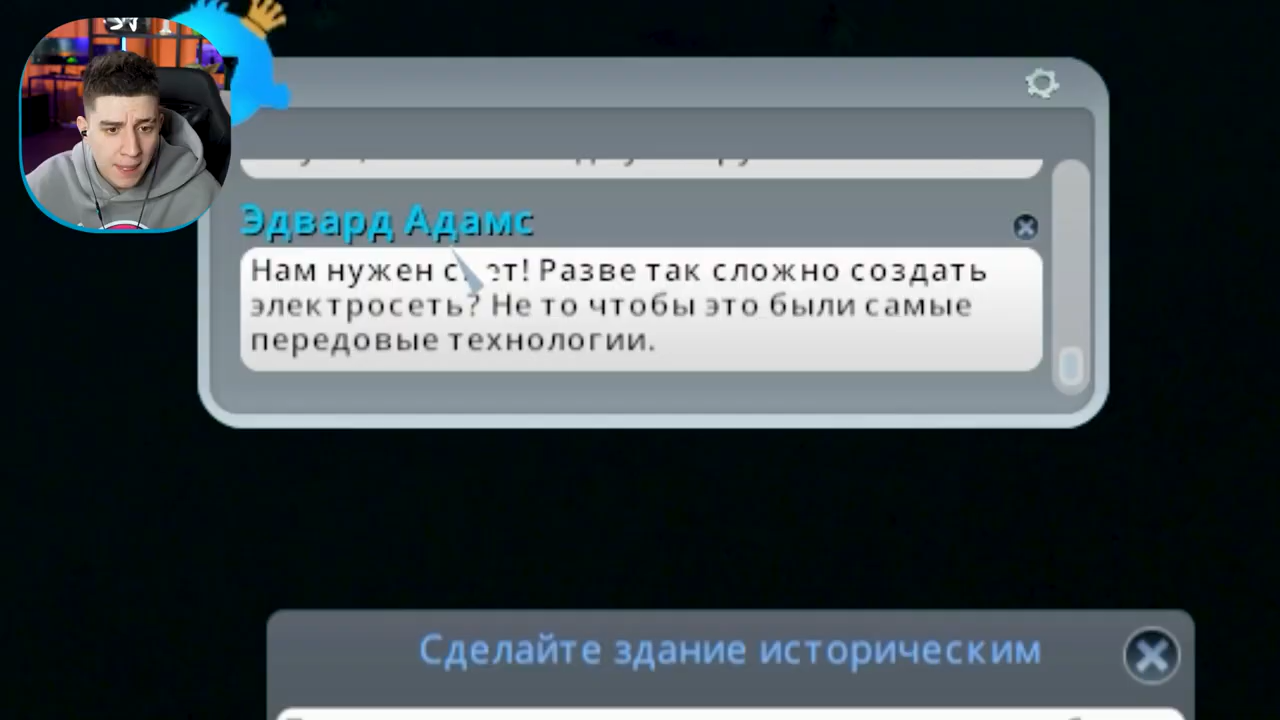 Эдвард Адамс
Нам нужен свет! Разве так сложно создать
электросеть? Не то чтобы это были самые
передовые технологии.
Сделайте здание историческим